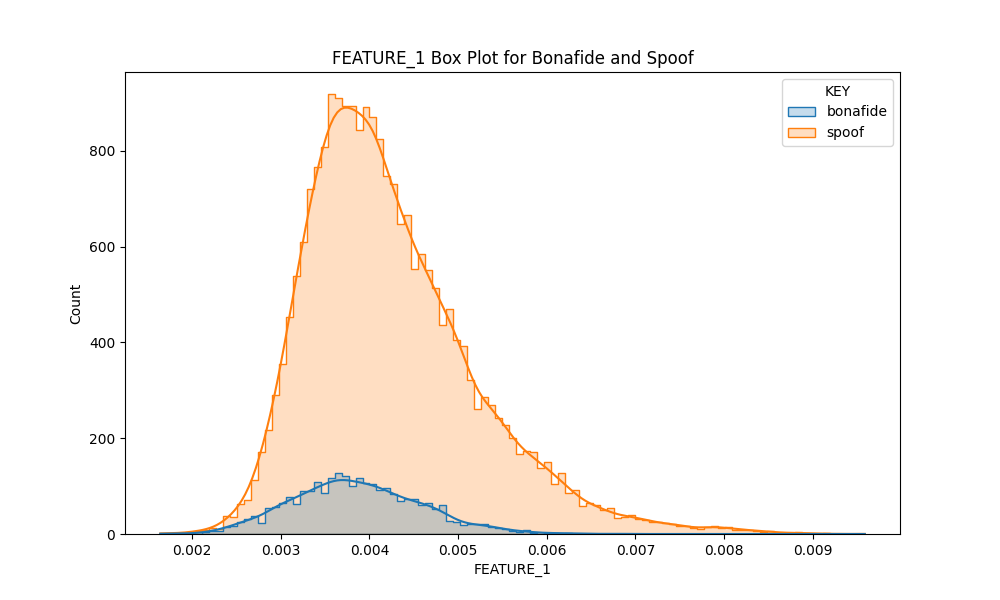 FEATURE_1 Box Plot for Bonafide and Spoof
KEY
bonafide
spoof
Count
800
600
400
200
0
0.002 0.003 0.004 0.005 0.006 0.007 0.008 0.009
FEATURE_1